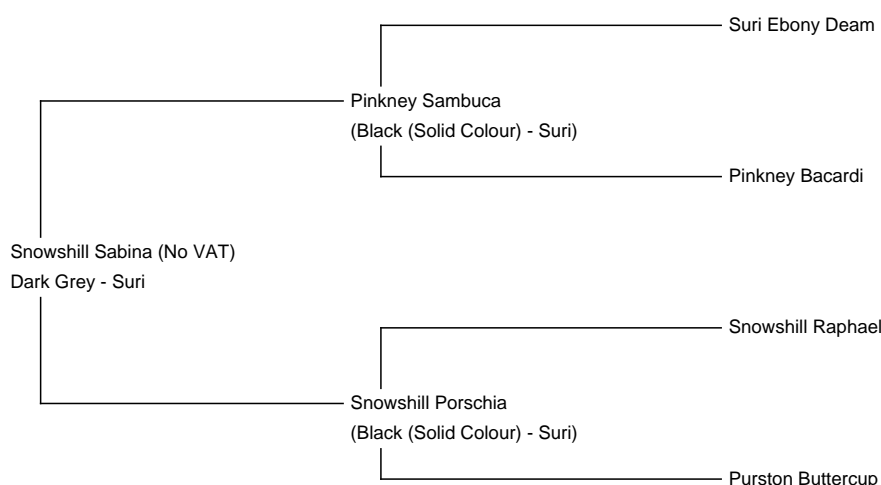 Suri Ebony Deam
Pinkney Sambuca
(Black (Solid Colour) - Suri)
Pinkney Bacardi
Snowshill Sabina (No VAT)
Dark Grey - Suri
Snowshill Raphael
Snowshill Porschia
(Black (Solid Colour) - Suri)
Purston Buttercup